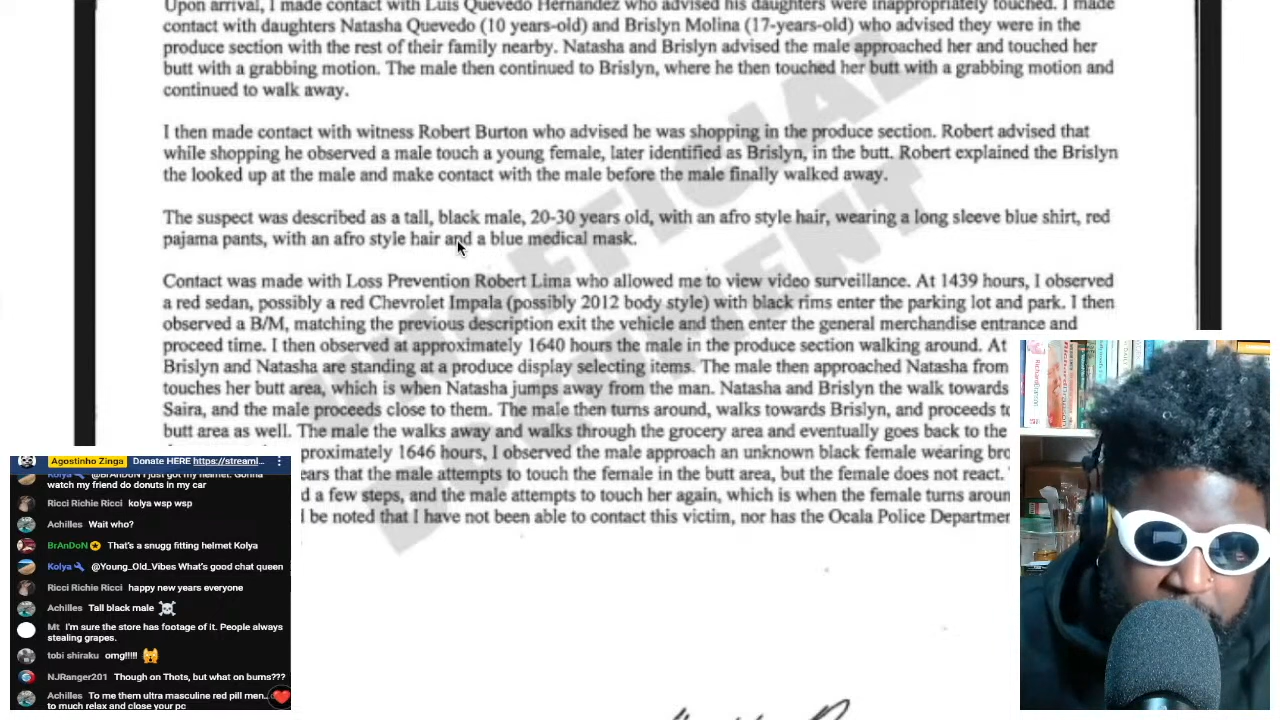 Upon arrival, I made contact with Luis Quevedo Hernandez who advised his daughters were inappropriately touched. I made
contact with daughters Natasha Quevedo (10 years-old) and Brislyn Molina (17-years-old) who advised they were in the
produce section with the rest of their family nearby. Natasha and Brislyn advised the male approached her and touched her
butt with a grabbing motion. The male then continued to Brislyn, where he then touched her butt with a grabbing motion and
continued to walk away.
I then made contact with witness Robert Burton who advised he was shopping in the produce section. Robert advised that
while shopping he observed a male touch a young female, later identified as Brislyn, in the butt. Robert explained the Brislyn
the looked up at the male and make contact with the male before the male finally walked away.
The suspect was described as a tall, black male, 20-30 years old, with an afro style hair, wearing a long sleeve blue shirt, red
pajama pants, with an afro style hair and a blue medical mask.
Contact was made with Loss Prevention Robert Lima who allowed me to view video surveillance. At 1439 hours, I observed
a red sedan, possibly a red Chevrolet Impala (possibly 2012 body style) with black rims enter the parking lot and park. I then
observed a B/M, matching the previous description exit the vehicle and then enter the general merchandise entrance and
proceed time. I then observed at approximately 1640 hours the male in the produce section walking around. At
Brislyn and Natasha are standing at a produce display selecting items. The male then approached Natasha from
touches her butt area, which is when Natasha jumps away from the man. Natasha and Brislyn the walk towards
Saira, and the male proceeds close to them. The male then turns around, walks towards Brislyn, and proceeds to
butt area as well. The male the walks away and walks through the grocery area and eventually goes back to the
proximately 1646 hours, I observed the male approach an unknown black female wearing bro
ears that the male attempts to touch the female in the butt area, but the female does not react.
d a few steps, and the male attempts to touch her again, which is when the female turns aroun
l be noted that I have not been able to contact this victim, nor has the Ocala Police Departmen
UNOFFICIAL
DOCUMENT
Agostinho Zinga Donate HERE https://streaml...
Kolya @BrAnDoN I just got my helmet. Gonna
watch my friend do donuts in my car
Ricci Richie Ricci kolya wsp wsp
Achilles Wait who?
BrAnDoN That's a snugg fitting helmet Kolya
Kolya @Young_Old_Vibes What's good chat queen
Ricci Richie Ricci happy new years everyone
Achilles Tall black male ☠
Mt I'm sure the store has footage of it. People always
stealing grapes.
tobi shiraku omg!!!!! 🙀
NJRanger201 Though on Thots, but what on bums???
Achilles To me them ultra masculine red pill men..
to much relax and close your pc